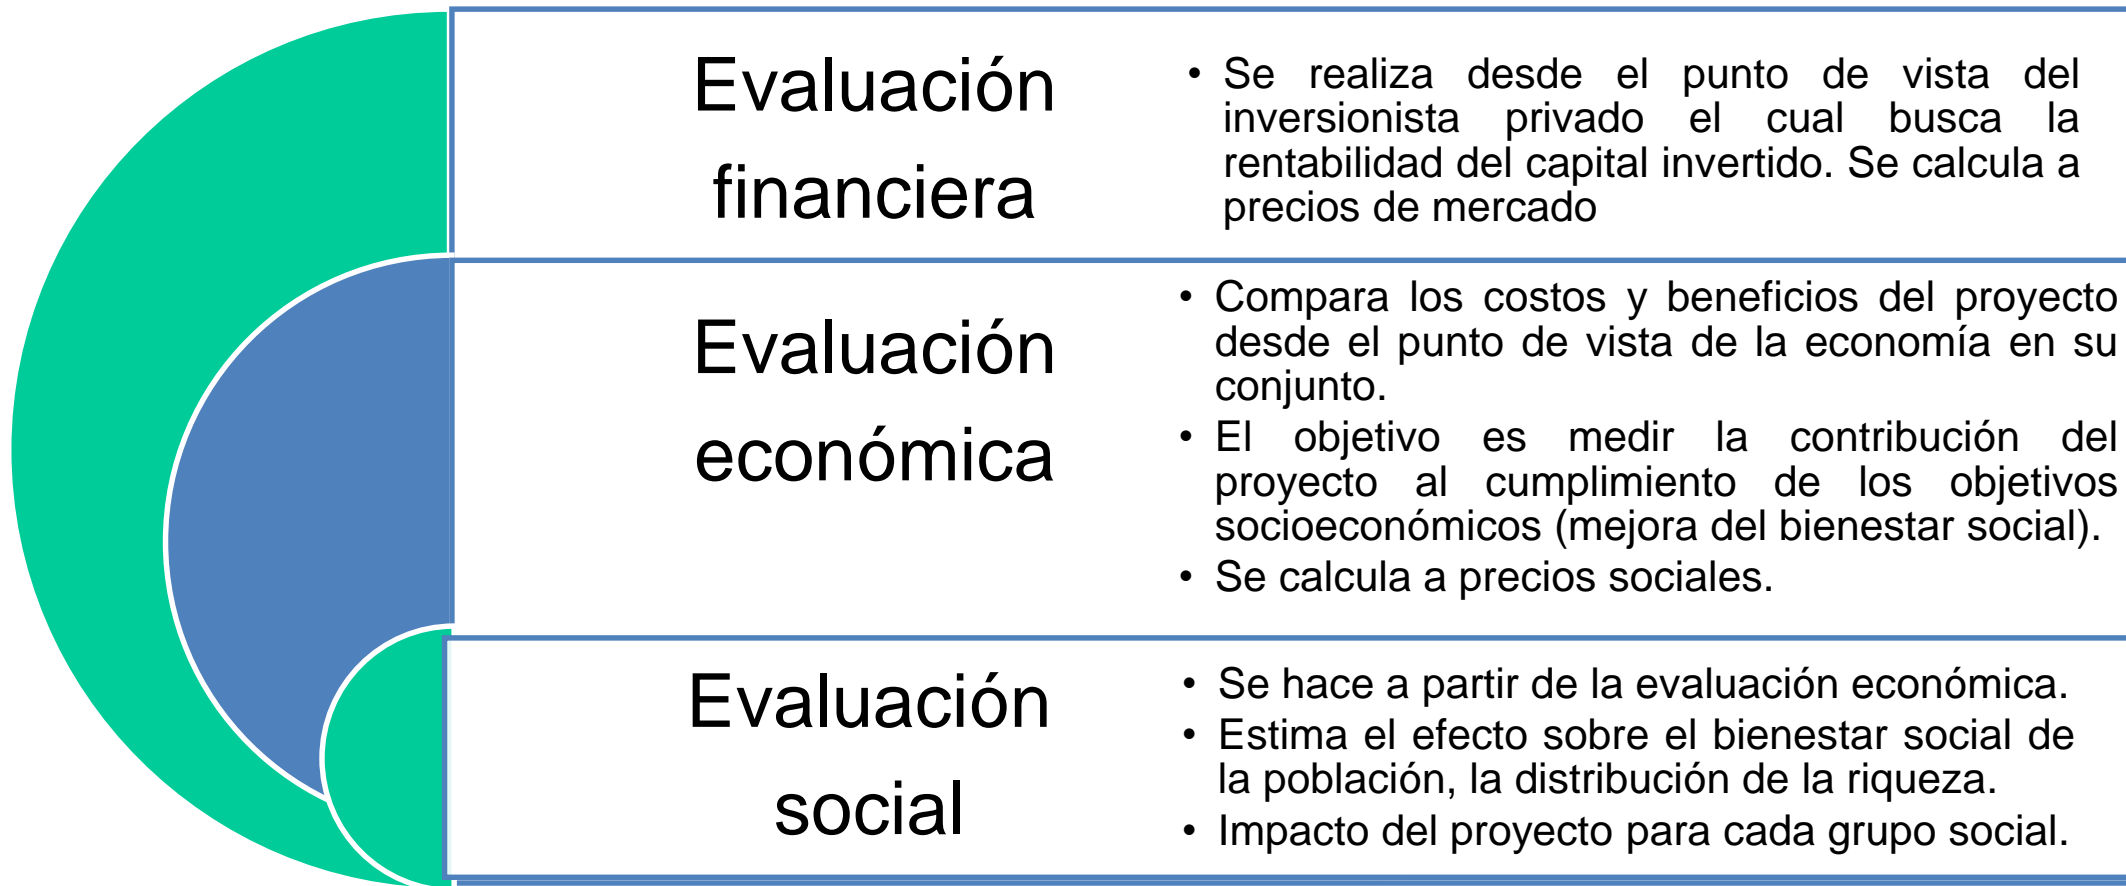 Evaluación
financiera
• Se realiza desde el punto de vista del
inversionista privado el cual busca la
rentabilidad del capital invertido. Se calcula a
precios de mercado
Evaluación
económica
• Compara los costos y beneficios del proyecto
desde el punto de vista de la economía en su
conjunto.
• El objetivo es medir la contribución del
proyecto al cumplimiento de los objetivos
socioeconómicos (mejora del bienestar social).
• Se calcula a precios sociales.
Evaluación
social
• Se hace a partir de la evaluación económica.
• Estima el efecto sobre el bienestar social de
la población, la distribución de la riqueza.
• Impacto del proyecto para cada grupo social.